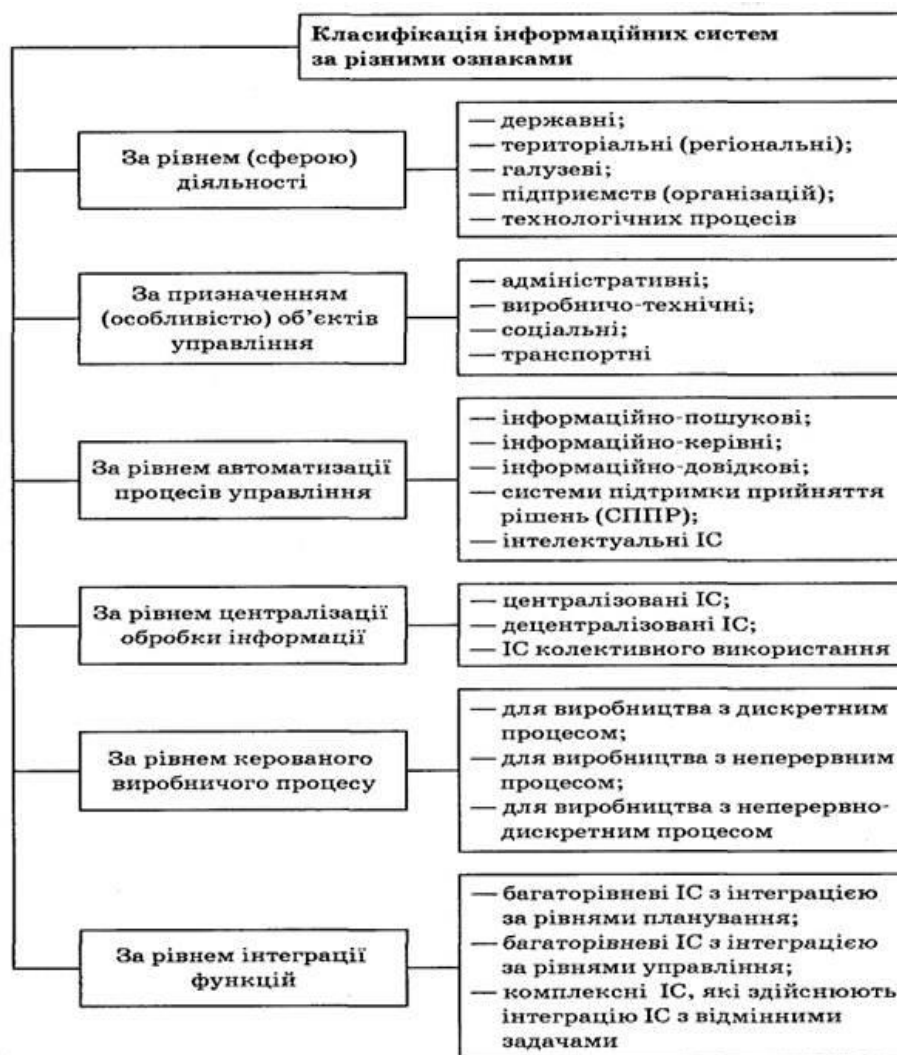 Класифікація інформаційних систем
за різними ознаками
За рівнем (сферою)
діяльності
— державні;
— територіальні (регіональні);
— галузеві;
— підприємств (організацій);
— технологічних процесів
За призначенням
(особливістю) об’єктів
управління
— адміністративні;
— виробничо-технічні;
— соціальні;
— транспортні
За рівнем автоматизації
процесів управління
— інформаційно-пошукові;
— інформаційно-керівні;
— інформаційно-довідкові;
— системи підтримки прийняття
рішень (СППР);
— інтелектуальні ІС
За рівнем централізації
обробки інформації
— централізовані ІС;
— децентралізовані ІС;
— ІС колективного використання
За рівнем керованого
виробничого процесу
— для виробництва з дискретним
процесом;
— для виробництва з неперервним
процесом;
— для виробництва з неперервно-
дискретним процесом
За рівнем інтеграції
функцій
— багаторівневі ІС з інтеграцією
за рівнями планування;
— багаторівневі ІС з інтеграцією
за рівнями управління;
— комплексні ІС, які здійснюють
інтеграцію ІС з відмінними
задачами